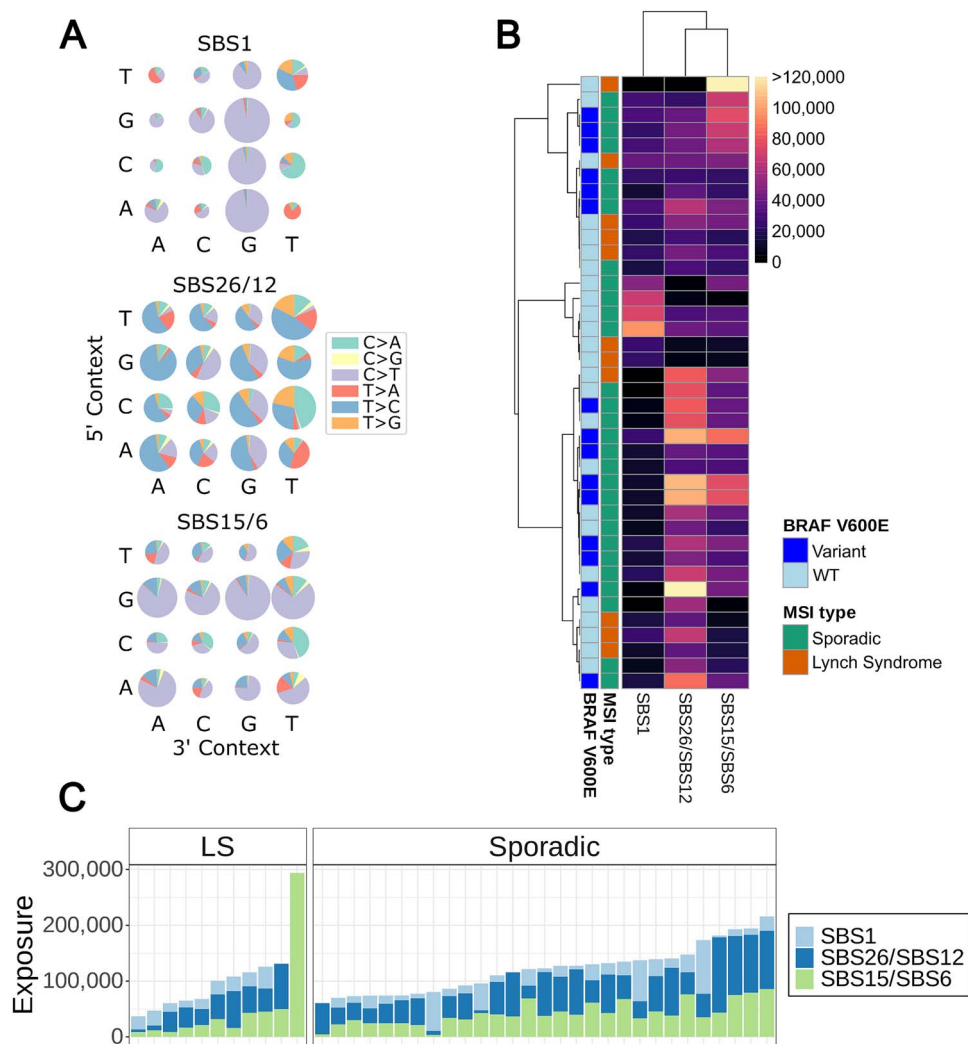 A
SBS1
T
G
C
A
A C G T
SBS26/12
T
G
C
A
A C G T
SBS15/6
T
G
C
A
A C G T
5' Context
3' Context
C>A
C>G
C>T
T>A
T>C
T>G
B
>120,000
100,000
80,000
60,000
40,000
20,000
0
BRAF V600E
Variant
WT
MSI type
Sporadic
Lynch Syndrome
BRAF V600E
MSI type
SBS1
SBS26/SBS12
SBS15/SBS6
C
LS
Sporadic
Exposure
300,000
200,000
100,000
0
SBS1
SBS26/SBS12
SBS15/SBS6